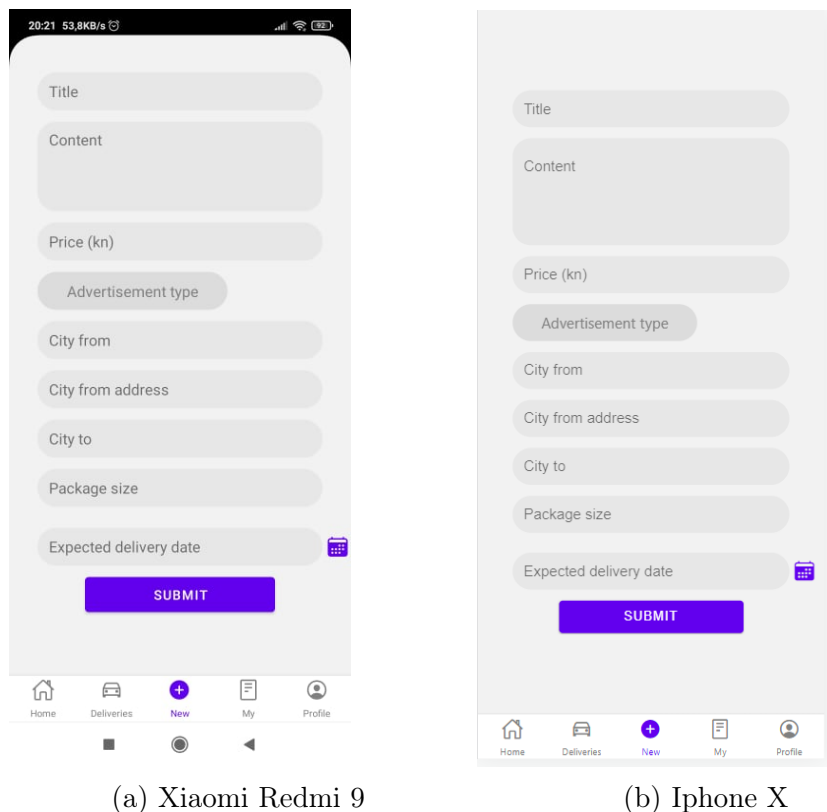 20:21 53,8KB/s
92
Title
Content
Price (kn)
Advertisement type
City from
City from address
City to
Package size
Expected delivery date
SUBMIT
Home Deliveries New My Profile
(a) Xiaomi Redmi 9
Title
Content
Price (kn)
Advertisement type
City from
City from address
City to
Package size
Expected delivery date
SUBMIT
Home Deliveries New My Profile
(b) Iphone X